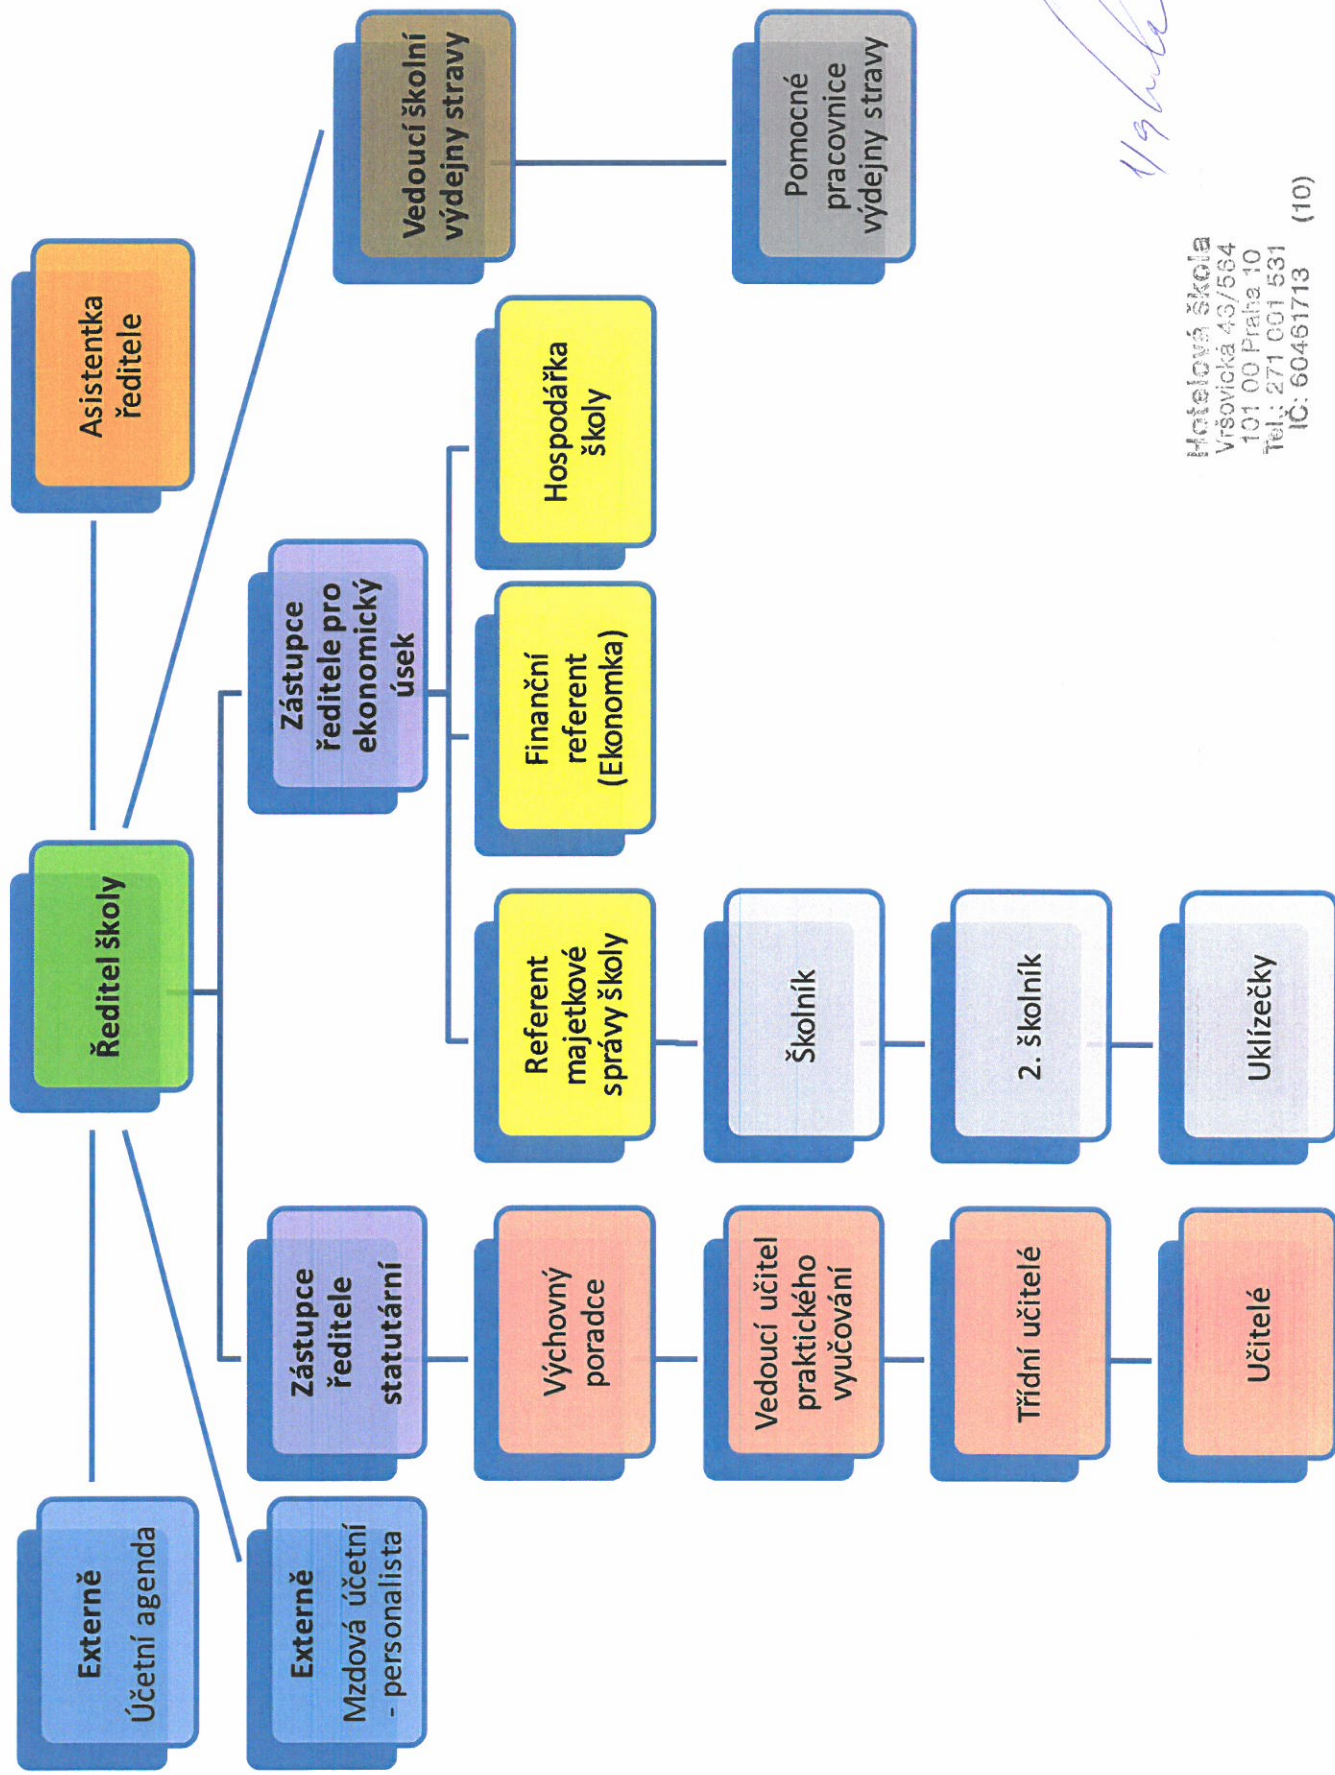 Externě
Účetní agenda
Ředitel školy
Asistentka
ředitele
Externě
Mzdová účetní
- personalista
Zástupce
ředitele
statutární
Zástupce
ředitele pro
ekonomický
úsek
Vedoucí školní
výdejny stravy
Výchovný
poradce
Referent
majetkové
správy školy
Finanční
referent
(Ekonomka)
Hospodářka
školy
Vedoucí učitel
praktického
vyučování
Školník
Pomocné
pracovnice
výdejny stravy
Třídní učitelé
2. školník
Učitelé
Uklízečky
Hotelová škola
Vršovická 43/564
101 00 Praha 10
Tel.: 271 001 531
IČ: 60461713 (10)